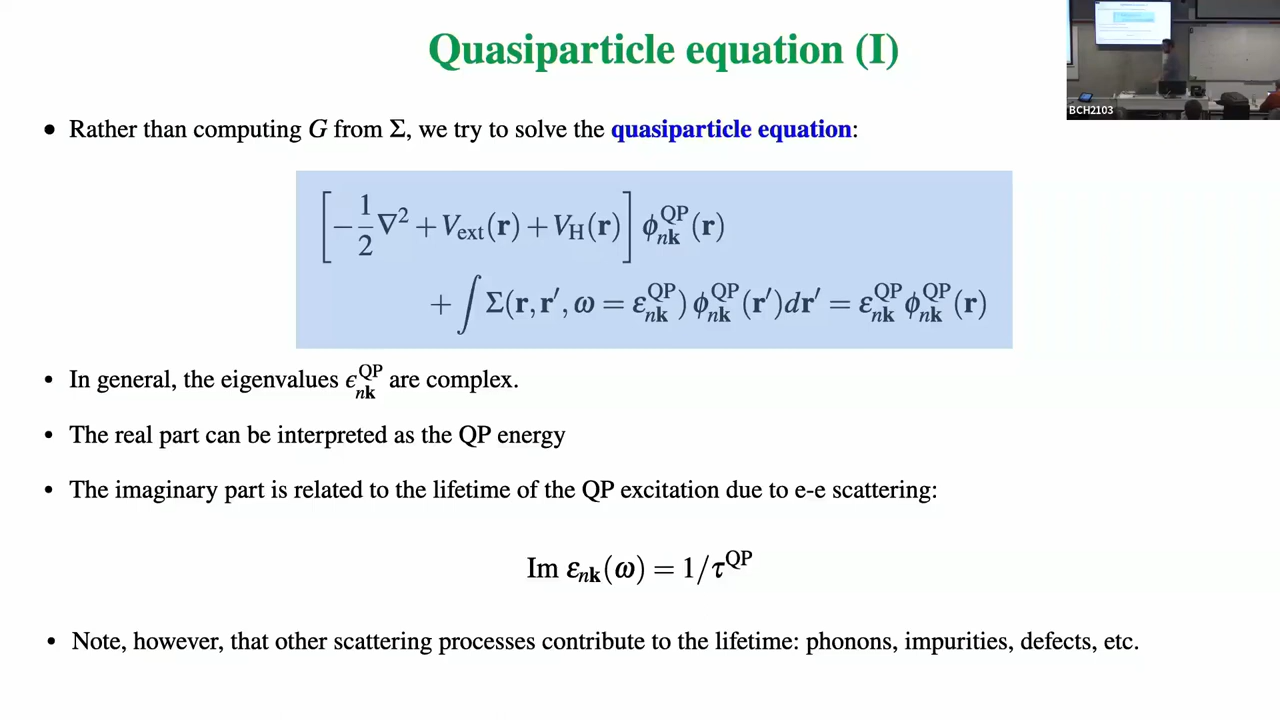 Quasiparticle equation (I)
BCH2103
• Rather than computing G from Σ, we try to solve the quasiparticle equation:
[−1/2 ∇² + V_ext(r) + V_H(r)] ϕ_nk^QP(r)
+ ∫ Σ(r, r′, ω = ε_nk^QP) ϕ_nk^QP(r′)dr′ = ε_nk^QP ϕ_nk^QP(r)
• In general, the eigenvalues ϵ_nk^QP are complex.
• The real part can be interpreted as the QP energy
• The imaginary part is related to the lifetime of the QP excitation due to e-e scattering:
Im ε_nk(ω) = 1/τ^QP
• Note, however, that other scattering processes contribute to the lifetime: phonons, impurities, defects, etc.